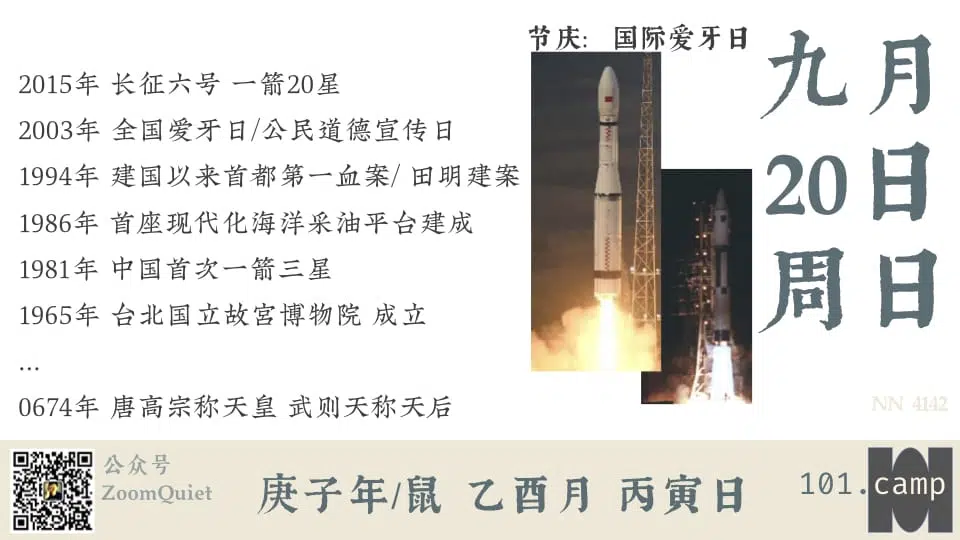 节庆: 国际爱牙日
九月
20日
周日
2015年 长征六号 一箭20星
2003年 全国爱牙日/公民道德宣传日
1994年 建国以来首都第一血案/ 田明建案
1986年 首座现代化海洋采油平台建成
1981年 中国首次一箭三星
1965年 台北国立故宫博物院 成立
...
0674年 唐高宗称天皇 武则天称天后
NN 4142
公众号
ZoomQuiet
庚子年/鼠 乙酉月 丙寅日
101.camp